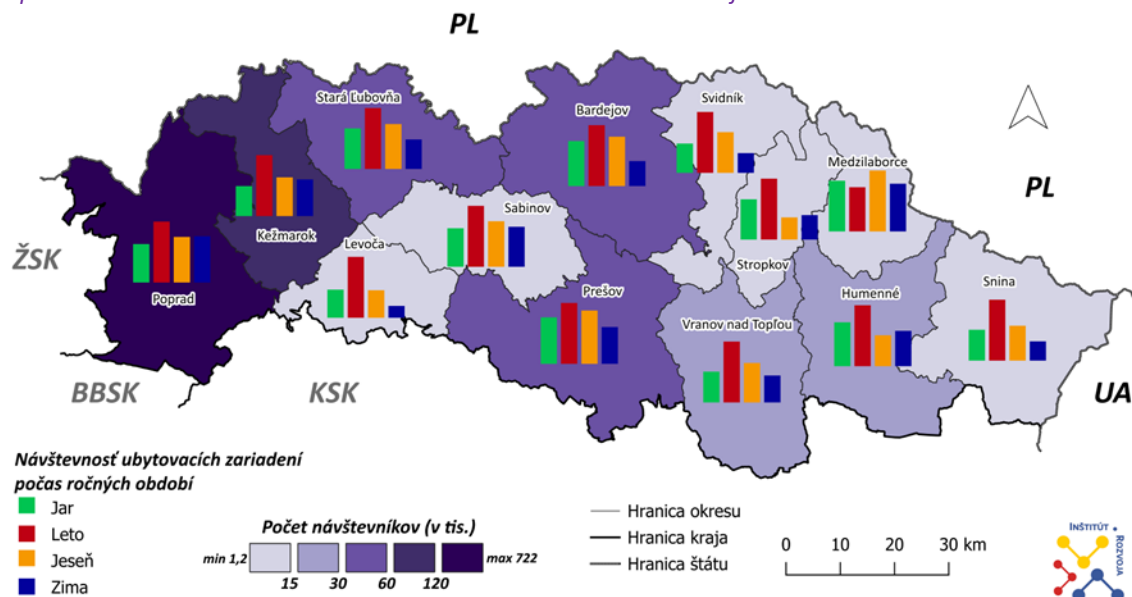 PL
Svidník
Stará Ľubovňa
Bardejov
Medzilaborce
PL
Sabinov
Kežmarok
Levoča
ŽSK
Stropkov
Poprad
Prešov
Humenné
Snina
Vranov nad Topľou
BBSK
KSK
UA
Návštevnosť ubytovacích zariadení
počas ročných období
Jar
Leto
Jeseň
Zima
Počet návštevníkov (v tis.)
min 1,2
max 722
15 30 60 120
Hranica okresu
Hranica kraja
Hranica štátu
0 10 20 30 km
INŠTITÚT
ROZVOJA